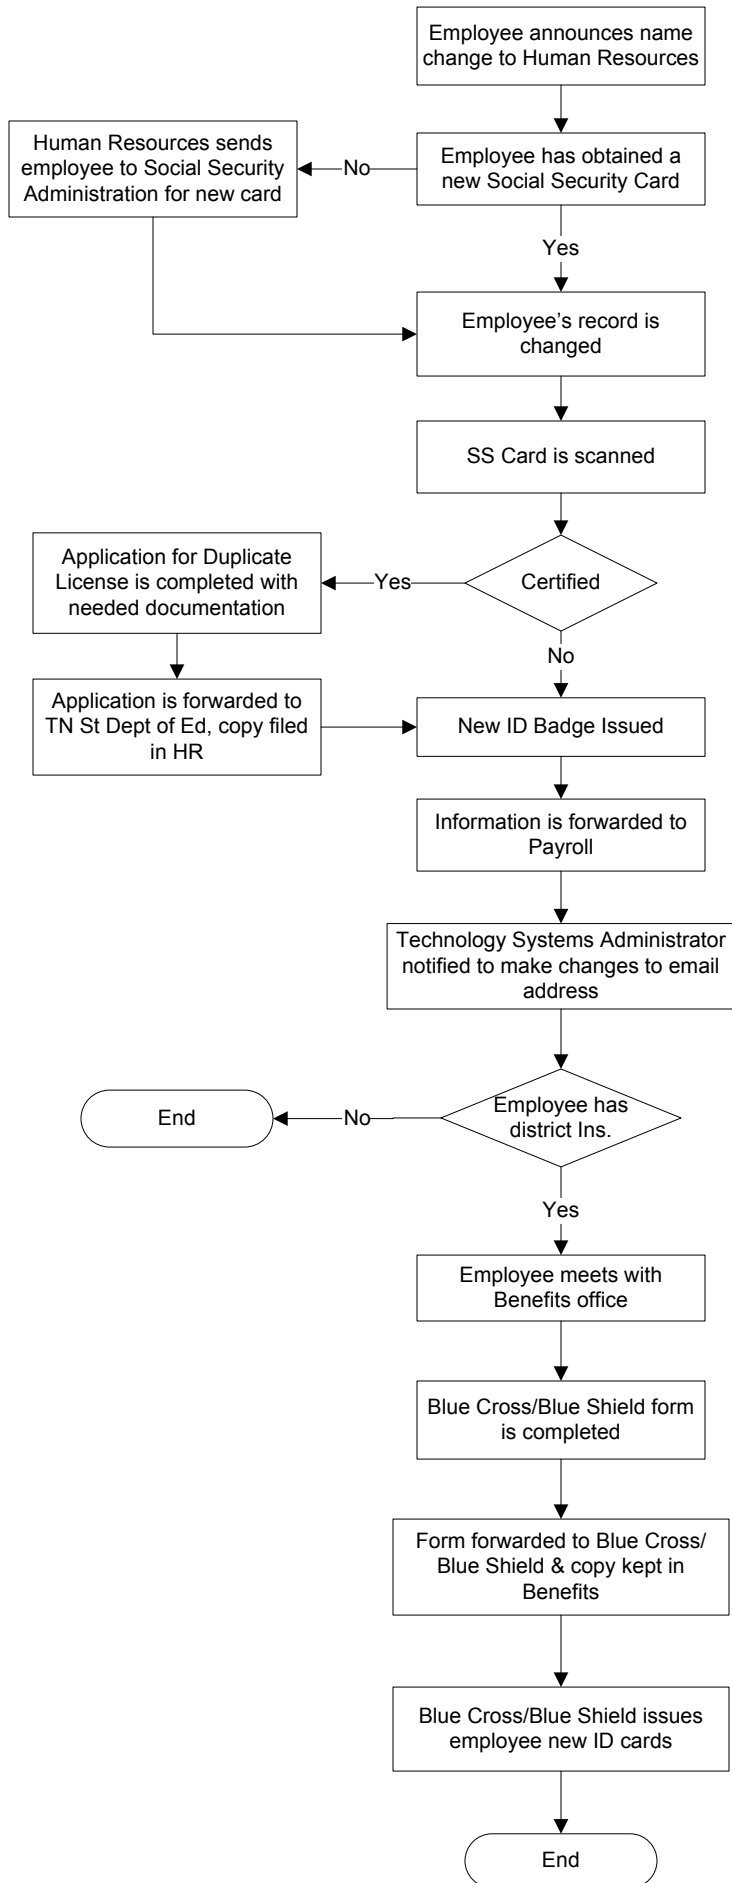 Employee announces name
change to Human Resources
Human Resources sends
employee to Social Security
Administration for new card
No
Employee has obtained a
new Social Security Card
Yes
Employee’s record is
changed
SS Card is scanned
Application for Duplicate
License is completed with
needed documentation
Yes
Certified
No
Application is forwarded to
TN St Dept of Ed, copy filed
in HR
New ID Badge Issued
Information is forwarded to
Payroll
Technology Systems Administrator
notified to make changes to email
address
End
No
Employee has
district Ins.
Yes
Employee meets with
Benefits office
Blue Cross/Blue Shield form
is completed
Form forwarded to Blue Cross/
Blue Shield & copy kept in
Benefits
Blue Cross/Blue Shield issues
employee new ID cards
End